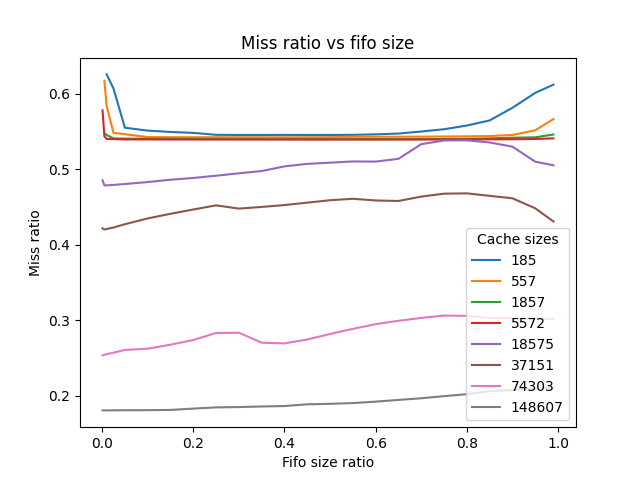 Miss ratio vs fifo size
Miss ratio
0.6
0.5
0.4
0.3
0.2
0.0 0.2 0.4 0.6 0.8 1.0
Fifo size ratio
Cache sizes
185
557
1857
5572
18575
37151
74303
148607